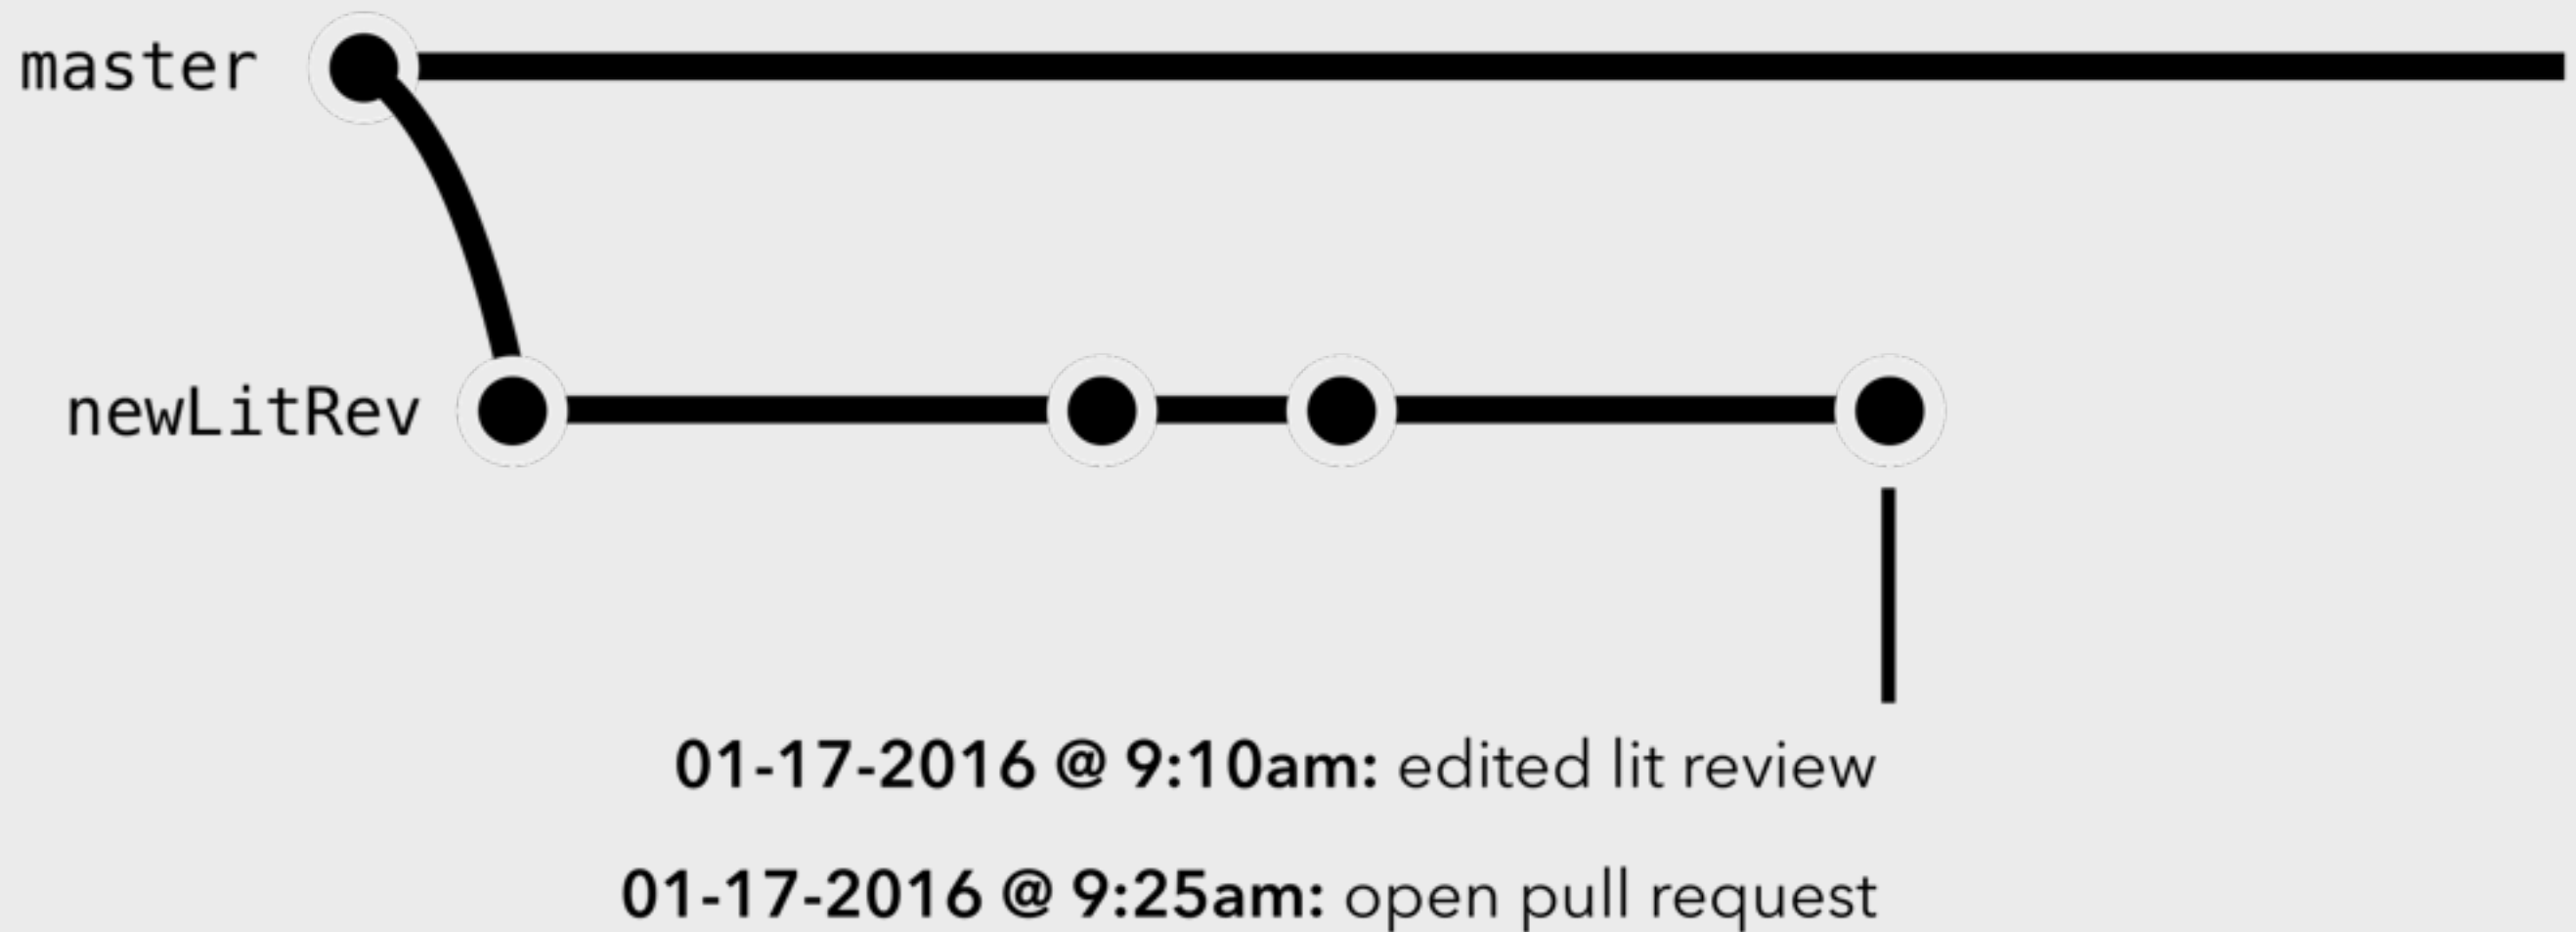 master
newLitRev
01-17-2016 @ 9:10am: edited lit review
01-17-2016 @ 9:25am: open pull request